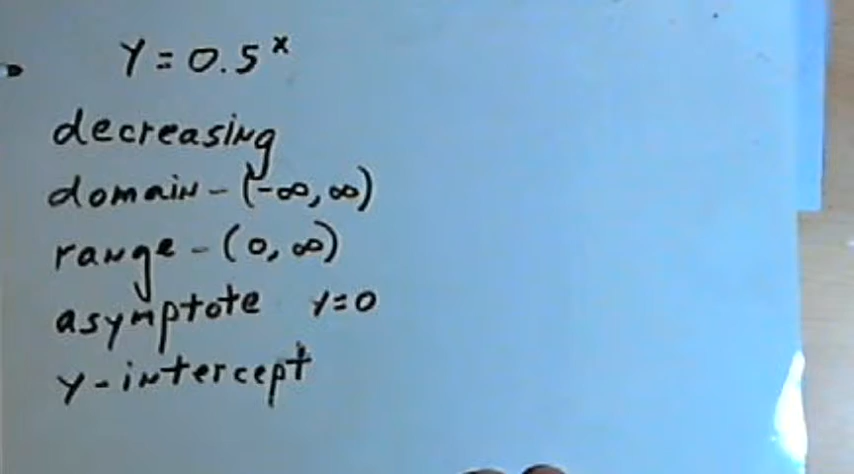 Y = 0.5^x
decreasing
domain - (-∞, ∞)
range - (0, ∞)
asymptote y=0
y-intercept